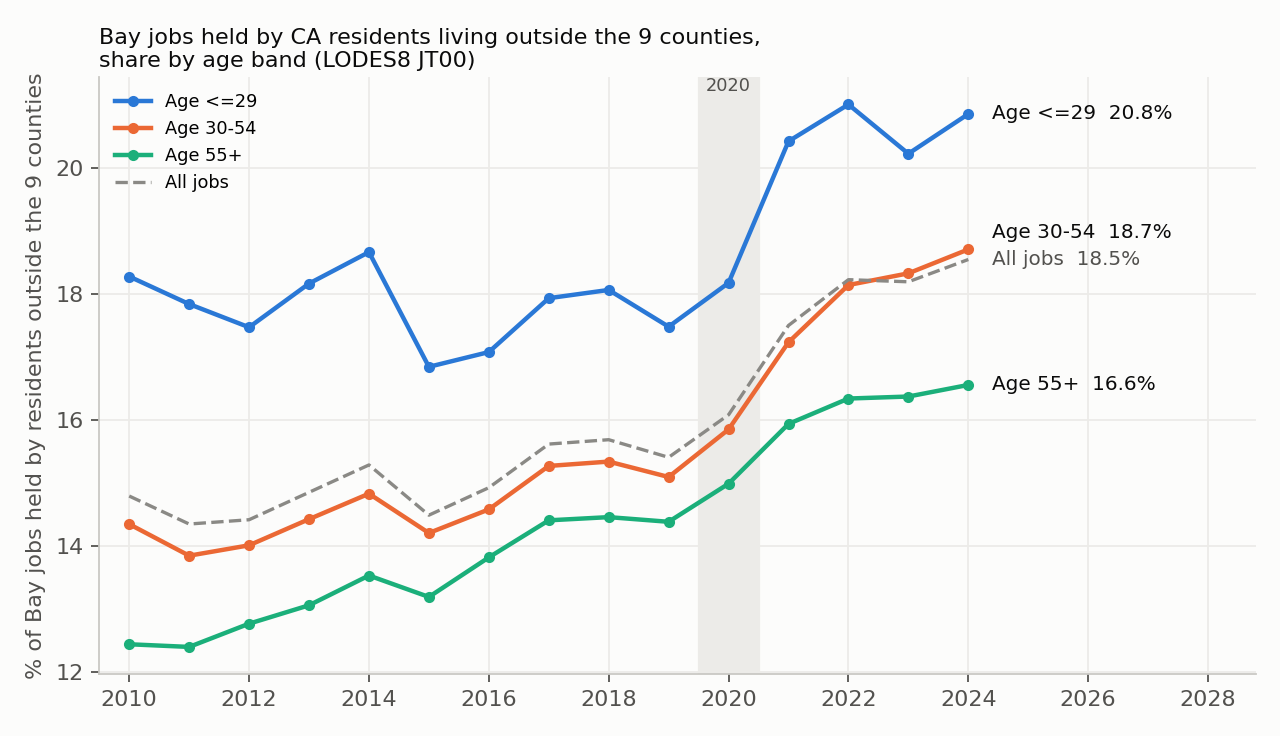 Bay jobs held by CA residents living outside the 9 counties,
share by age band (LODES8 JT00)
% of Bay jobs held by residents outside the 9 counties
Age <=29
Age 30-54
Age 55+
All jobs
2020
Age <=29  20.8%
Age 30-54  18.7%
All jobs  18.5%
Age 55+  16.6%
20
18
16
14
12
2010 2012 2014 2016 2018 2020 2022 2024 2026 2028